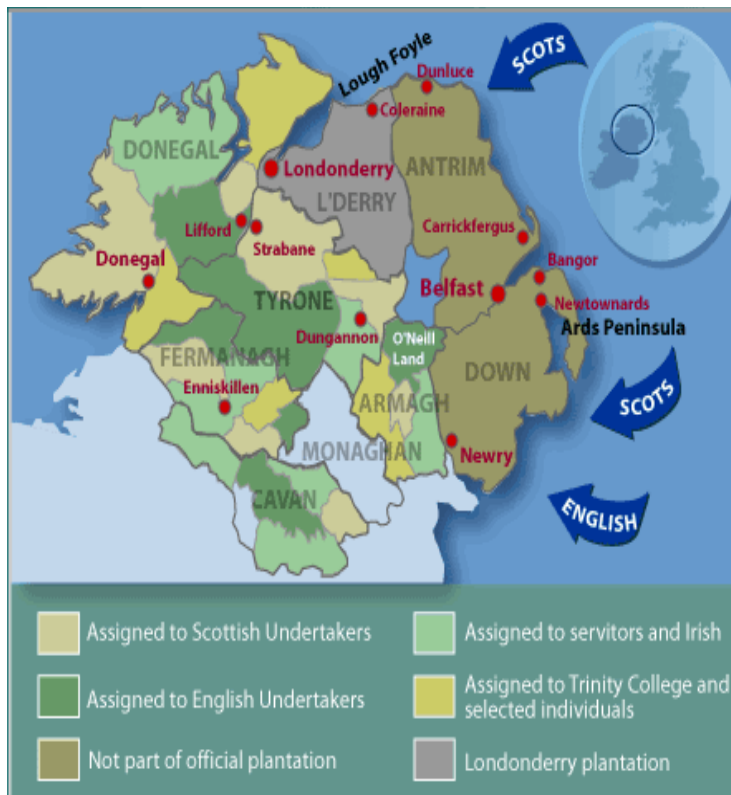 SCOTS
Lough Foyle
Dunluce
Coleraine
DONEGAL
Londonderry
ANTRIM
L'DERRY
Lifford
Strabane
Carrickfergus
Donegal
Bangor
TYRONE
Belfast
Newtownards
Ards Peninsula
Dungannon
O'Neill
Land
FERMANAGH
DOWN
Enniskillen
ARMAGH
SCOTS
MONAGHAN
Newry
CAVAN
ENGLISH
Assigned to Scottish Undertakers
Assigned to servitors and Irish
Assigned to English Undertakers
Assigned to Trinity College and
selected individuals
Not part of official plantation
Londonderry plantation